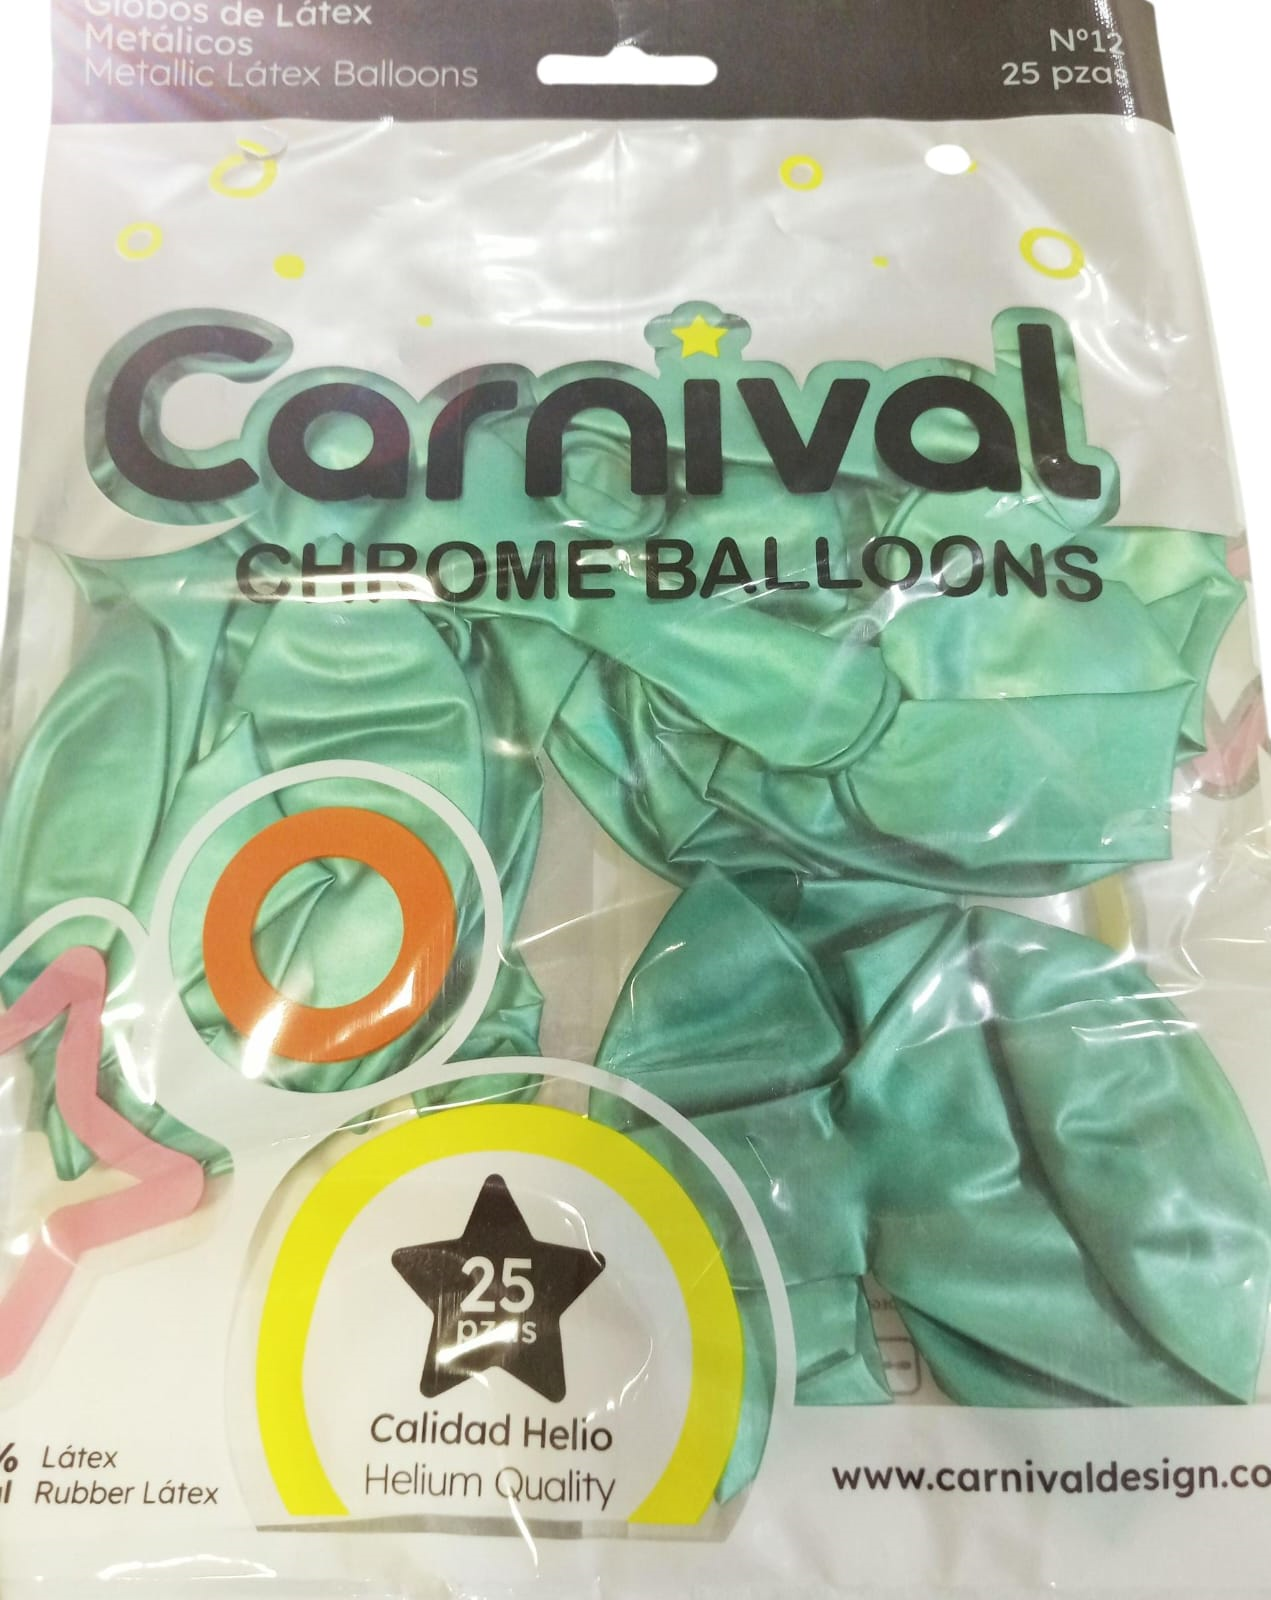 Globos de Látex
Metálicos
Metallic Látex Balloons
N°12
25 pzas
Carnival
CHROME BALLOONS
25
pzas
Calidad Helio
Helium Quality
% Látex
Rubber Látex
www.carnivaldesign.co